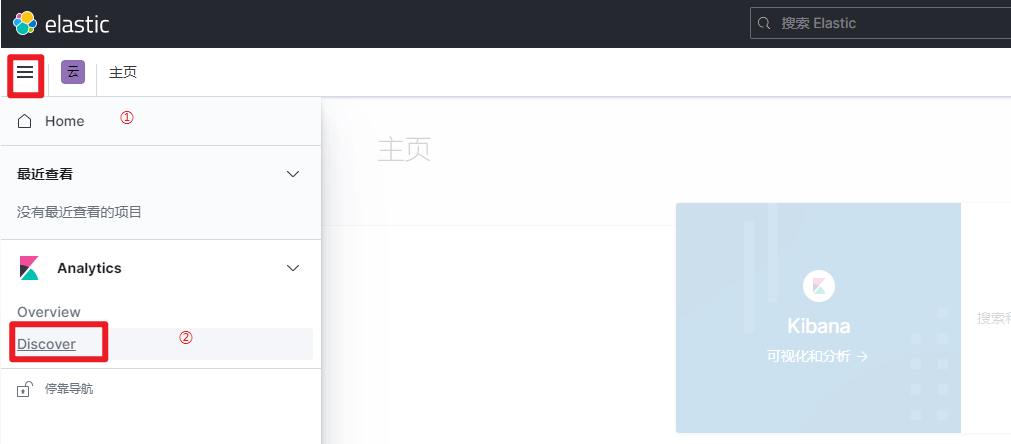 elastic
搜索 Elastic
云
主页
Home
①
主页
最近查看
没有最近查看的项目
Analytics
Overview
Discover
②
停靠导航
Kibana
可视化和分析 →
搜索和